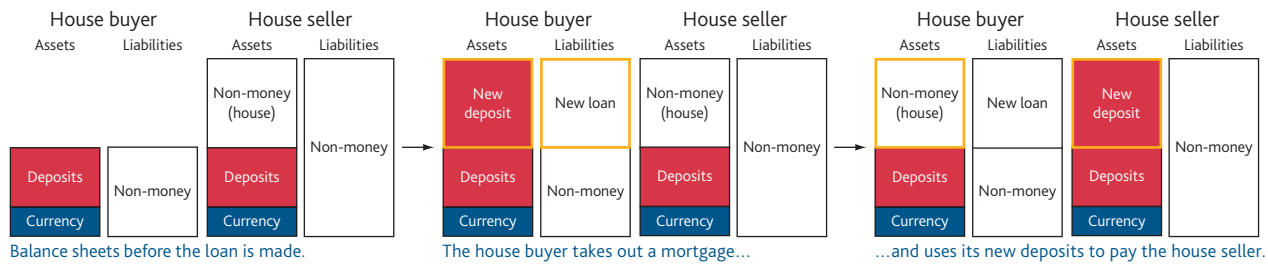 House buyer House seller House buyer House seller House buyer House seller
Assets Liabilities Assets Liabilities Assets Liabilities Assets Liabilities Assets Liabilities Assets Liabilities
Non-money
(house)
Non-money
Deposits
Non-money
Deposits
Currency
Currency
Balance sheets before the loan is made.
New
deposit
New loan
Non-money
(house)
Non-money
Deposits
Non-money
Deposits
Currency
Currency
The house buyer takes out a mortgage…
Non-money
(house)
New loan
New
deposit
Non-money
Deposits
Non-money
Deposits
Currency
Currency
…and uses its new deposits to pay the house seller.